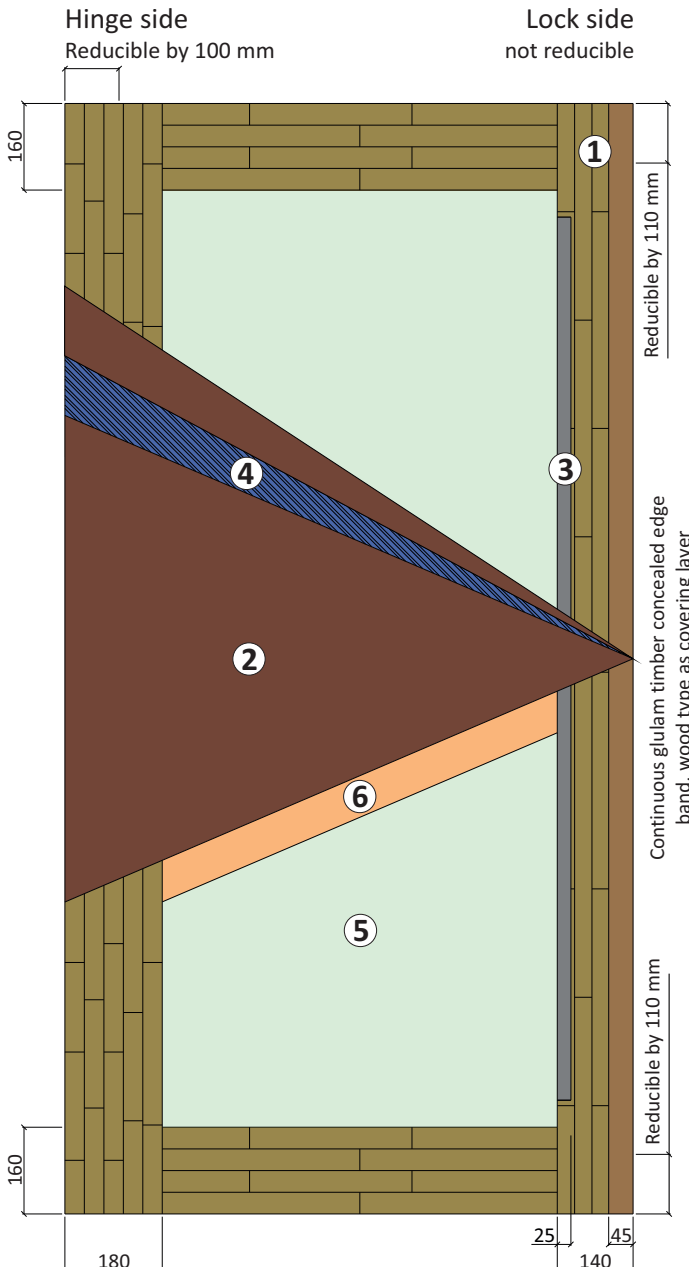 Hinge side
Reducible by 100 mm
Lock side
not reducible
160
1
Reducible by 110 mm
4
3
Continuous glulam timber concealed edge
band, wood type as covering layer
2
6
5
Reducible by 110 mm
160
25
45
180
140